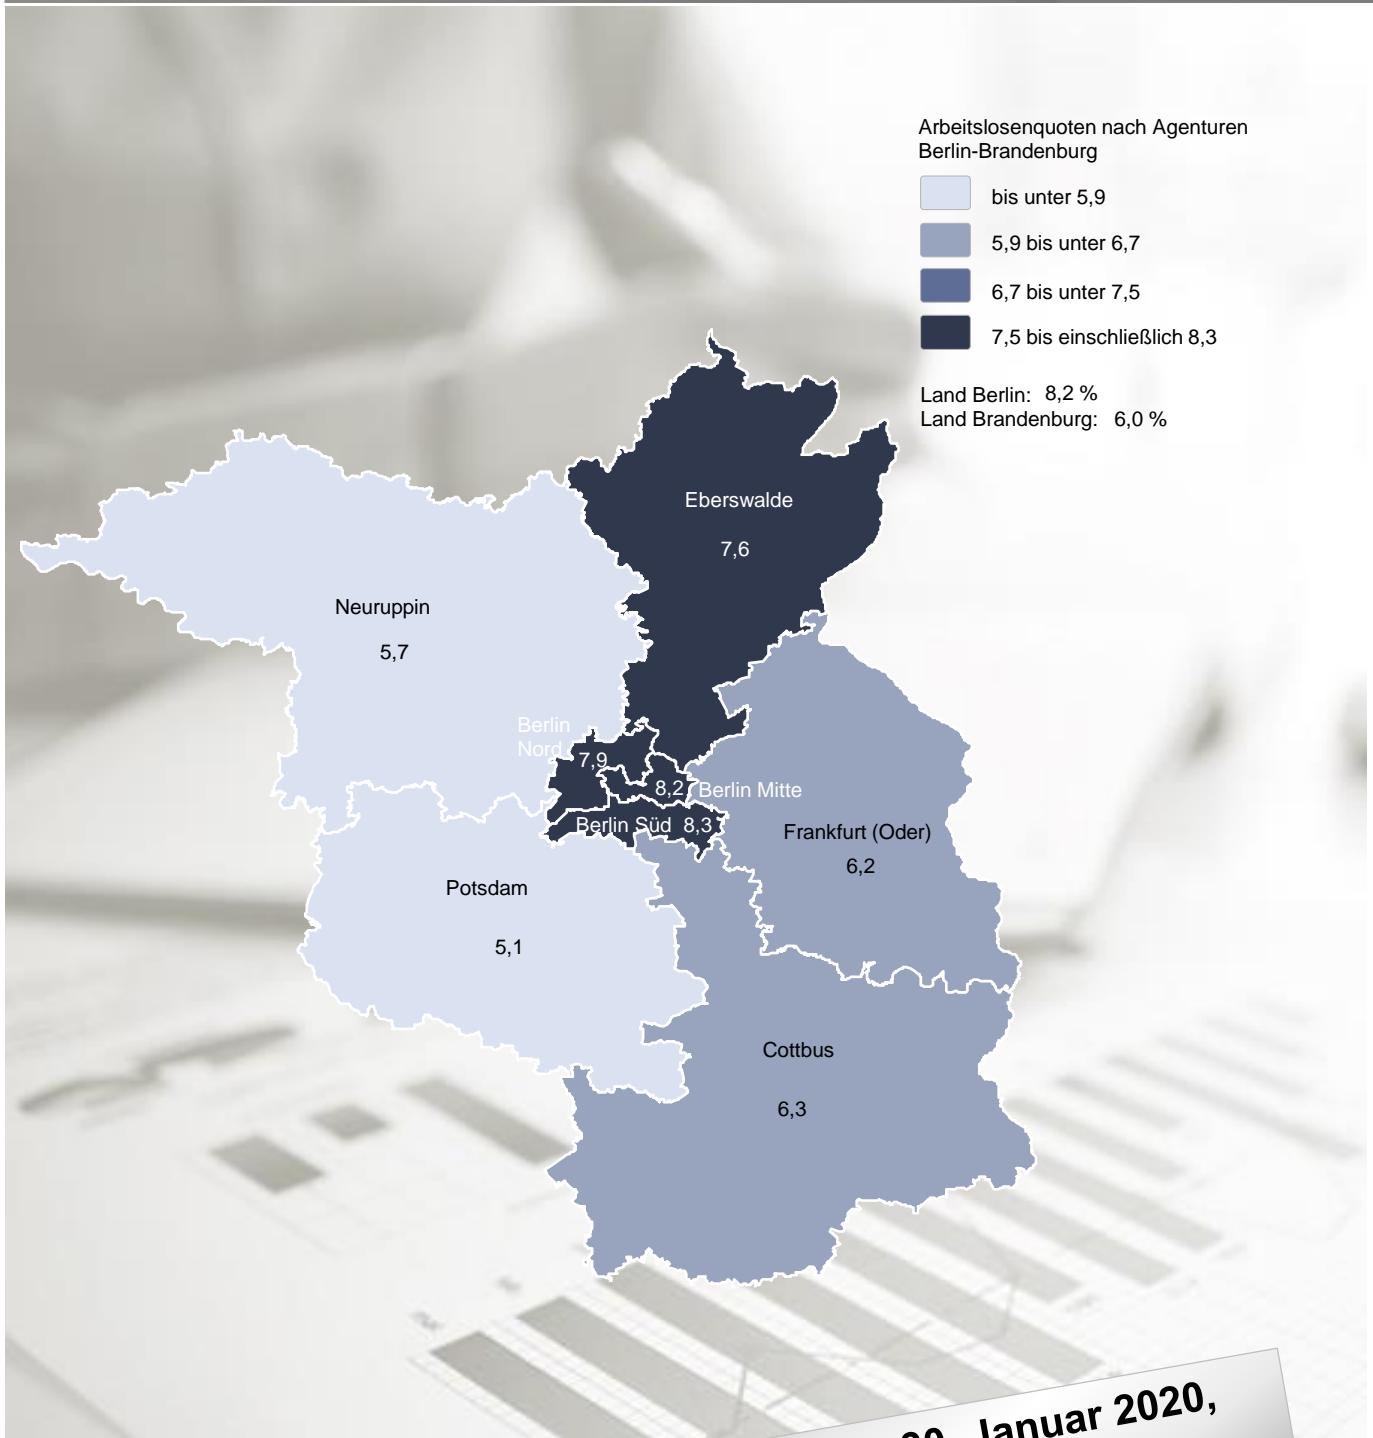 Arbeitslosenquoten nach Agenturen
Berlin-Brandenburg
bis unter 5,9
5,9 bis unter 6,7
6,7 bis unter 7,5
7,5 bis einschließlich 8,3
Land Berlin: 8,2 %
Land Brandenburg: 6,0 %
Eberswalde
7,6
Neuruppin
5,7
Berlin
Nord
7,9
8,2
Berlin Mitte
Berlin Süd 8,3
Frankfurt (Oder)
6,2
Potsdam
5,1
Cottbus
6,3
Januar 2020,